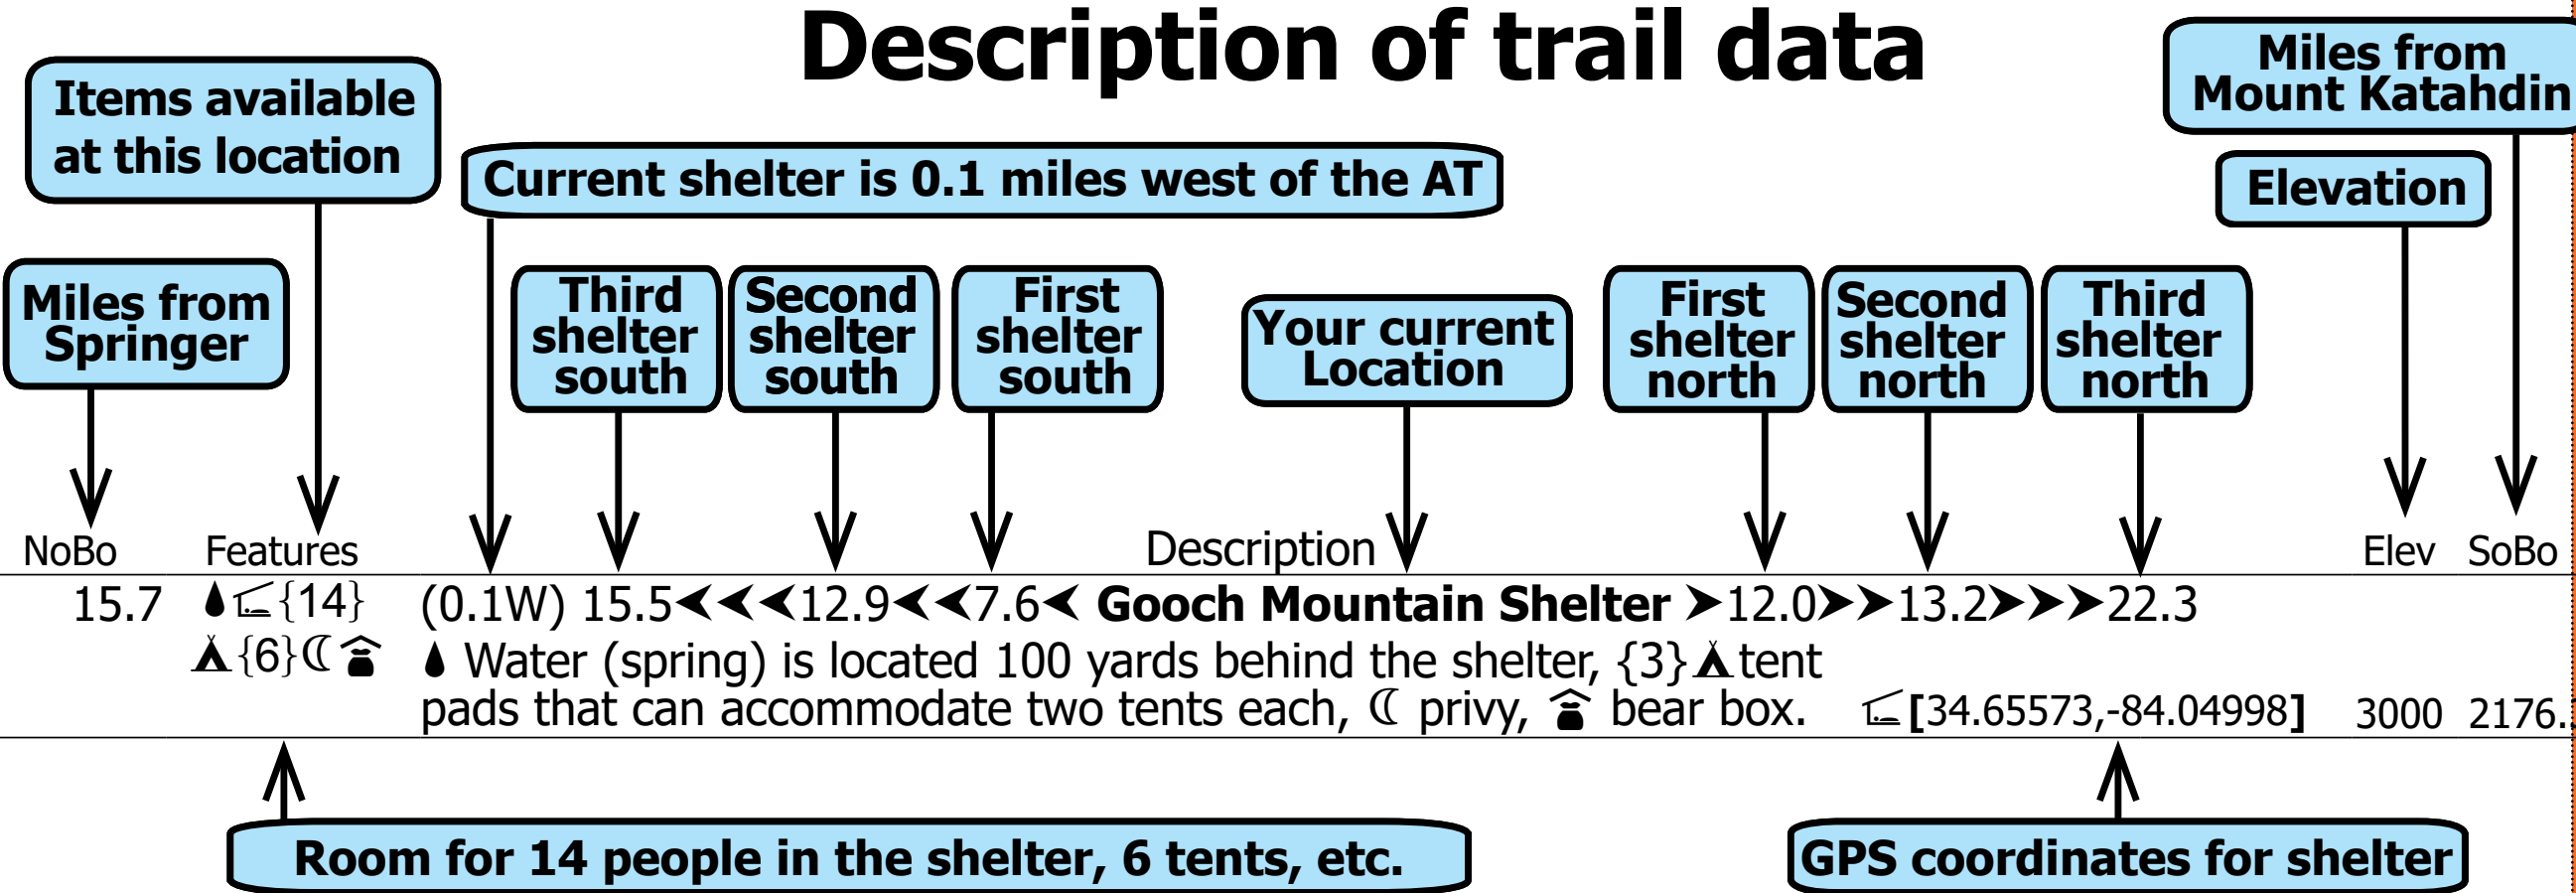 Description of trail data
Items available
at this location
Miles from
Mount Katahdin
Current shelter is 0.1 miles west of the AT
Elevation
Miles from
Springer
Third
shelter
south
Second
shelter
south
First
shelter
south
Your current
Location
First
shelter
north
Second
shelter
north
Third
shelter
north
NoBo Features Description Elev SoBo
15.7 {14} (0.1W) 15.5⮜⮜⮜12.9⮜⮜7.6⮜ Gooch Mountain Shelter ⮞12.0⮞⮞13.2⮞⮞⮞22.3
{6} Water (spring) is located 100 yards behind the shelter, {3} tent
pads that can accommodate two tents each, ☾ privy, bear box. [34.65573,-84.04998] 3000 2176.
Room for 14 people in the shelter, 6 tents, etc.
GPS coordinates for shelter